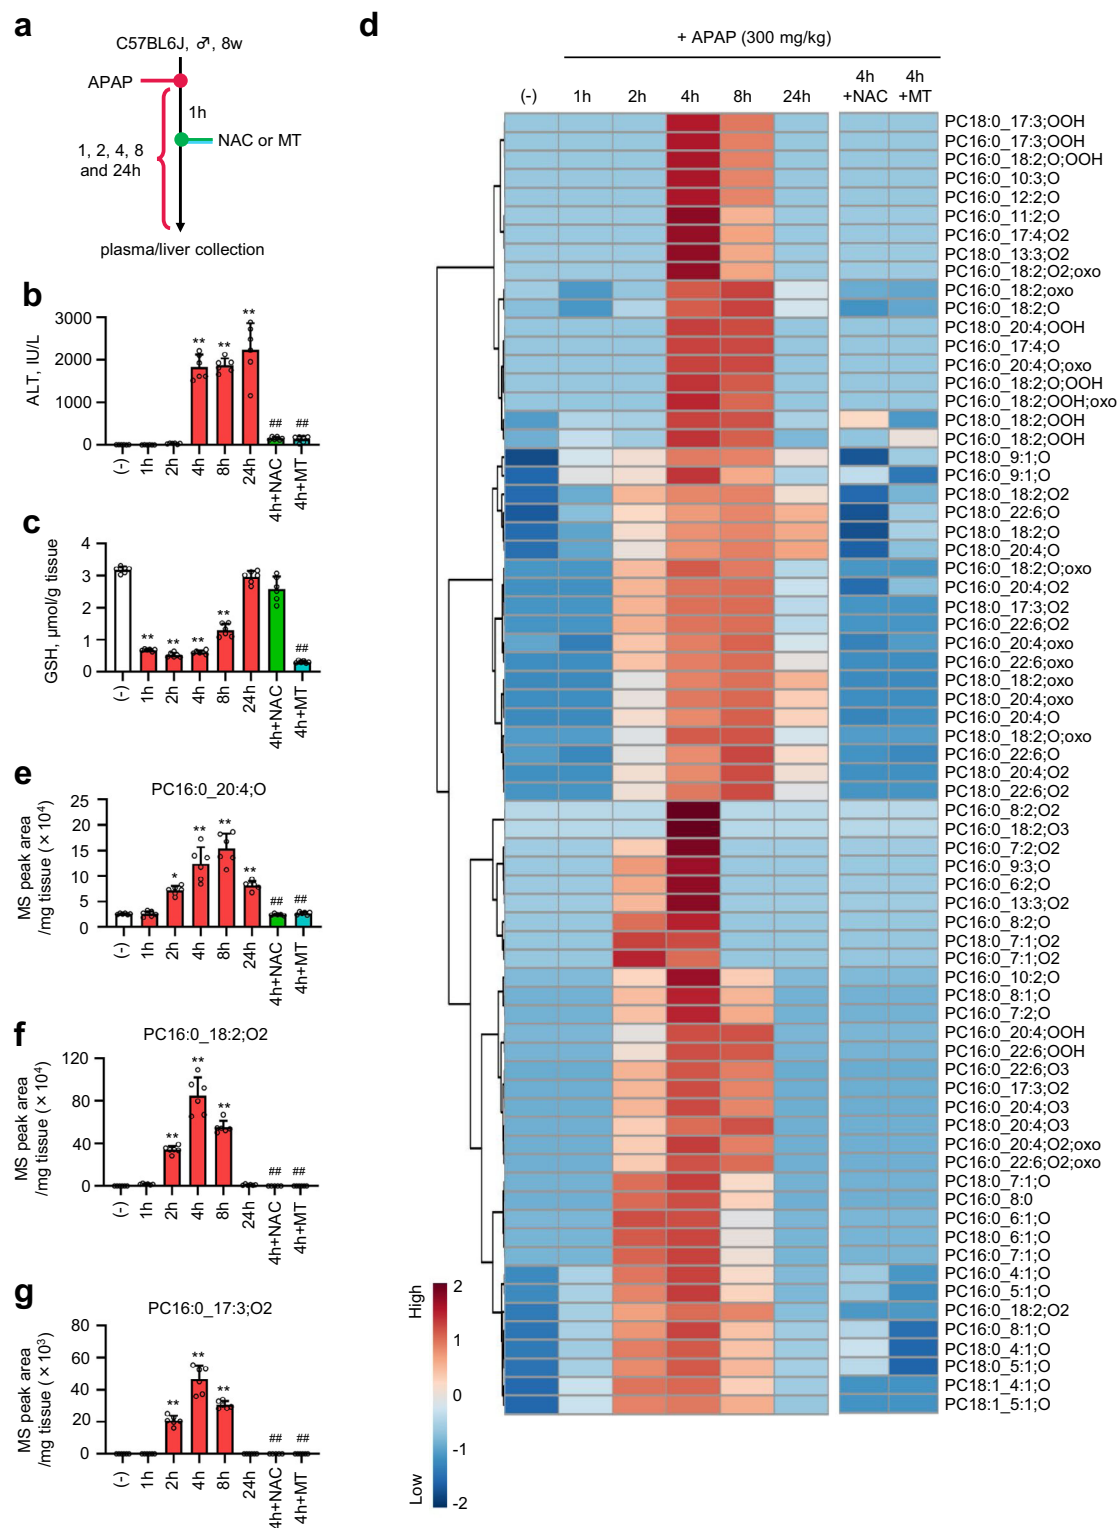 a
C57BL6J, ♂, 8w
APAP
1h
NAC or MT
1, 2, 4, 8
and 24h
plasma/liver collection
b
ALT, IU/L
3000
2000
1000
0
**
**
**
##
##
(-)
1h
2h
4h
8h
24h
4h+NAC
4h+MT
c
GSH, μmol/g tissue
4
3
2
1
0
**
**
**
**
##
(-)
1h
2h
4h
8h
24h
4h+NAC
4h+MT
e
PC16:0_20:4;O
MS peak area
/mg tissue (×10⁴)
25
20
15
10
5
0
*
**
**
**
##
##
(-)
1h
2h
4h
8h
24h
4h+NAC
4h+MT
f
PC16:0_18:2;O2
MS peak area
/mg tissue (×10⁴)
120
80
40
0
**
**
**
##
##
(-)
1h
2h
4h
8h
24h
4h+NAC
4h+MT
g
PC16:0_17:3;O2
MS peak area
/mg tissue (×10³)
80
60
40
20
0
**
**
**
##
##
(-)
1h
2h
4h
8h
24h
4h+NAC
4h+MT
d
+ APAP (300 mg/kg)
(-)
1h
2h
4h
8h
24h
4h
+NAC
4h
+MT
PC18:0_17:3;OOH
PC16:0_17:3;OOH
PC16:0_18:2;O;OOH
PC16:0_10:3;O
PC16:0_12:2;O
PC16:0_11:2;O
PC16:0_17:4;O2
PC18:0_13:3;O2
PC16:0_18:2;O2;oxo
PC16:0_18:2;oxo
PC16:0_18:2;O
PC18:0_20:4;OOH
PC16:0_17:4;O
PC16:0_20:4;O;oxo
PC16:0_18:2;O;OOH
PC16:0_18:2;OOH;oxo
PC18:0_18:2;OOH
PC16:0_18:2;OOH
PC18:0_9:1;O
PC16:0_9:1;O
PC18:0_18:2;O2
PC18:0_22:6;O
PC18:0_18:2;O
PC18:0_20:4;O
PC16:0_18:2;O;oxo
PC16:0_20:4;O2
PC18:0_17:3;O2
PC16:0_22:6;O2
PC16:0_20:4;oxo
PC16:0_22:6;oxo
PC18:0_18:2;oxo
PC18:0_20:4;oxo
PC16:0_20:4;O
PC18:0_18:2;O;oxo
PC16:0_22:6;O
PC18:0_20:4;O2
PC18:0_22:6;O2
PC16:0_8:2;O2
PC16:0_18:2;O3
PC16:0_7:2;O2
PC16:0_9:3;O
PC16:0_6:2;O
PC16:0_13:3;O2
PC16:0_8:2;O
PC18:0_7:1;O2
PC16:0_7:1;O2
PC16:0_10:2;O
PC18:0_8:1;O
PC16:0_7:2;O
PC16:0_20:4;OOH
PC16:0_22:6;OOH
PC16:0_22:6;O3
PC16:0_17:3;O2
PC16:0_20:4;O3
PC18:0_20:4;O3
PC16:0_20:4;O2;oxo
PC16:0_22:6;O2;oxo
PC18:0_7:1;O
PC16:0_8:0
PC16:0_6:1;O
PC18:0_6:1;O
PC16:0_7:1;O
PC16:0_4:1;O
PC16:0_5:1;O
PC16:0_18:2;O2
PC16:0_8:1;O
PC18:0_4:1;O
PC18:0_5:1;O
PC18:1_4:1;O
PC18:1_5:1;O
High
Low
2
1
0
-1
-2